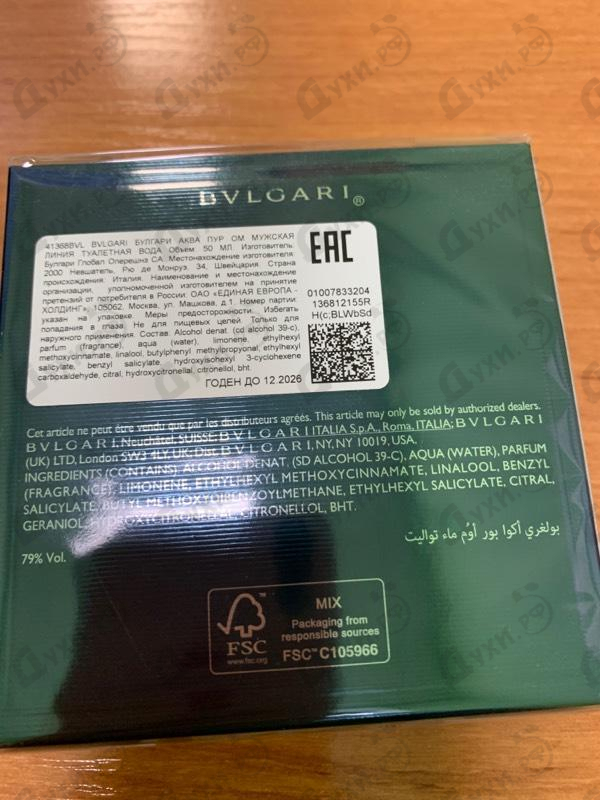 BVLGARI®
41368BVL BVLGARI БУЛГАРИ АКВА ПУР ОМ МУЖСКАЯ
ЛИНИЯ ТУАЛЕТНАЯ ВОДА Объем 50 МЛ. Изготовитель:
Булгари Глобал Оперешнз СА. Местонахождение изготовителя
2000 Невшатель, Рю де Монруз, 34, Швейцария. Страна
происхождения: Италия. Наименование и местонахождение
организации, уполномоченной изготовителем на принятие
претензий от потребителя в России: ОАО «ЕДИНАЯ ЕВРОПА -
ХОЛДИНГ», 105062, Москва, ул. Машкова, д.1. Номер партии:
указан на упаковке. Меры предосторожности. Избегать
попадания в глаза. Не для пищевых целей. Только для
наружного применения. Состав Alcohol denat. (cd alcohol 39-c),
parfum (fragrance), aqua (water), limonene, ethylhexyl
methoxycinnamate, linalool, butylphenyl methylpropyonal, ethylhexyl
salicylate, benzyl salicylate, hydroxyisohexyl 3-cyclohexene
carboxaldehyde, citral, hydroxycitronellal, citronellol, bht.
ГОДЕН ДО 12.2026
EAC
01007833204
136812155R
H(c;BLWbSd
Cet article ne peut être vendu que par les distributeurs agréés. This article may only be sold by authorized dealers.
BVLGARI, Neuchâtel, SUISSE; BVLGARI ITALIA S.p.A., Roma, ITALIA; BVLGARI
(UK) LTD, London SW3 4LY, UK; Dist. BVLGARI, NY, NY 10019, USA.
INGREDIENTS (CONTAINS): ALCOHOL DENAT. (SD ALCOHOL 39-C), AQUA (WATER), PARFUM
(FRAGRANCE), LIMONENE, ETHYLHEXYL METHOXYCINNAMATE, LINALOOL, BENZYL
SALICYLATE, BUTYL METHOXYDIBENZOYLMETHANE, ETHYLHEXYL SALICYLATE, CITRAL,
GERANIOL, HYDROXYCITRONELLAL, CITRONELLOL, BHT.
بولغري أكوا بور أوُم ماء تواليت
79% Vol.
FSC
www.fsc.org
MIX
Packaging from
responsible sources
FSC™ C105966
Духи.рф